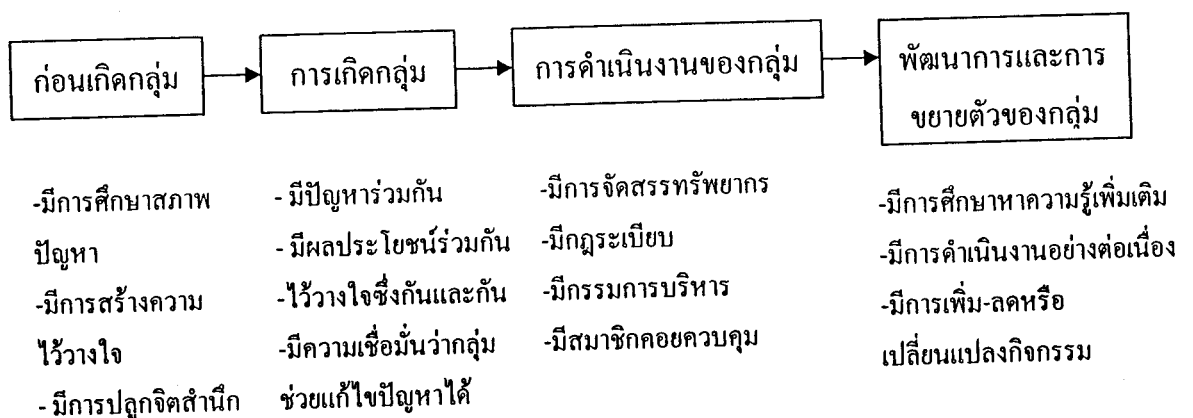 ก่อนเกิดกลุ่ม
การเกิดกลุ่ม
การดำเนินงานของกลุ่ม
พัฒนาการและการ
ขยายตัวของกลุ่ม
-มีการศึกษาสภาพ
ปัญหา
-มีการสร้างความ
ไว้วางใจ
- มีการปลูกจิตสำนึก
- มีปัญหาร่วมกัน
- มีผลประโยชน์ร่วมกัน
-ไว้วางใจซึ่งกันและกัน
-มีความเชื่อมั่นว่ากลุ่ม
ช่วยแก้ไขปัญหาได้
-มีการจัดสรรทรัพยากร
-มีกฎระเบียบ
-มีกรรมการบริหาร
-มีสมาชิกคอยควบคุม
-มีการศึกษาหาความรู้เพิ่มเติม
-มีการดำเนินงานอย่างต่อเนื่อง
-มีการเพิ่ม-ลดหรือ
เปลี่ยนแปลงกิจกรรม